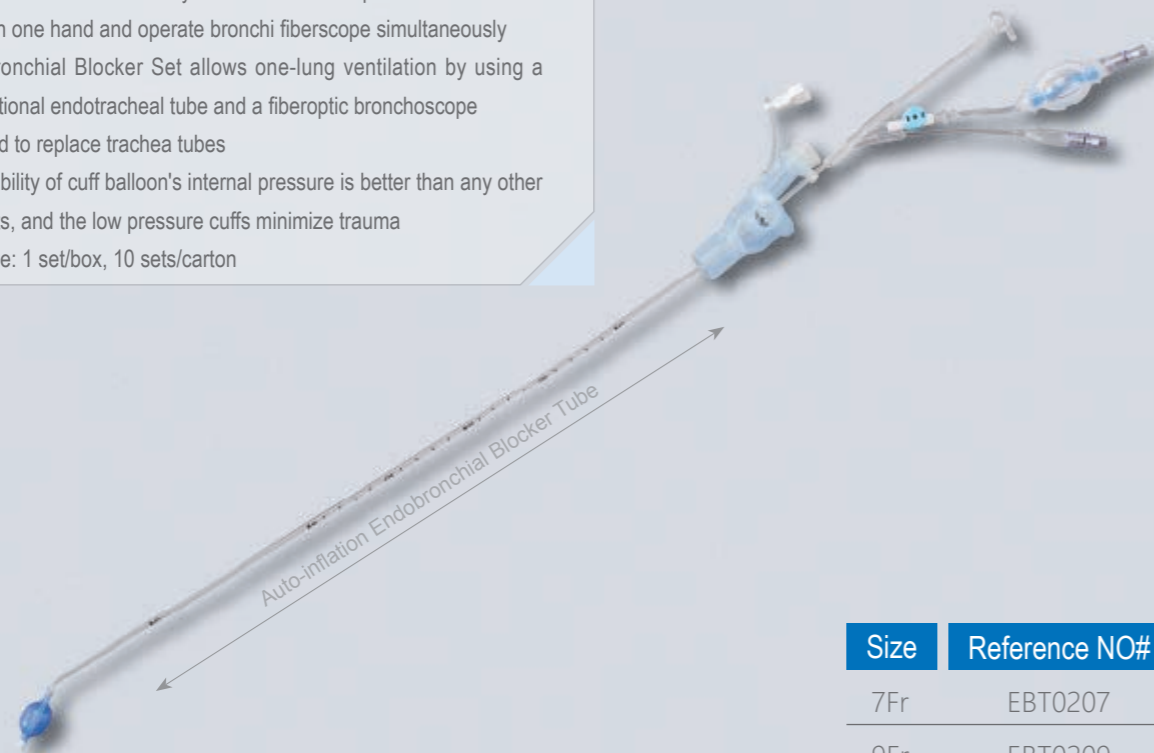 n one hand and operate bronchi fiberscope simultaneously
ronchial Blocker Set allows one-lung ventilation by using a
tional endotracheal tube and a fiberoptic bronchoscope
d to replace trachea tubes
bility of cuff balloon's internal pressure is better than any other
ts, and the low pressure cuffs minimize trauma
e: 1 set/box, 10 sets/carton
Auto-inflation Endobronchial Blocker Tube
Size Reference NO#
7Fr EBT0207